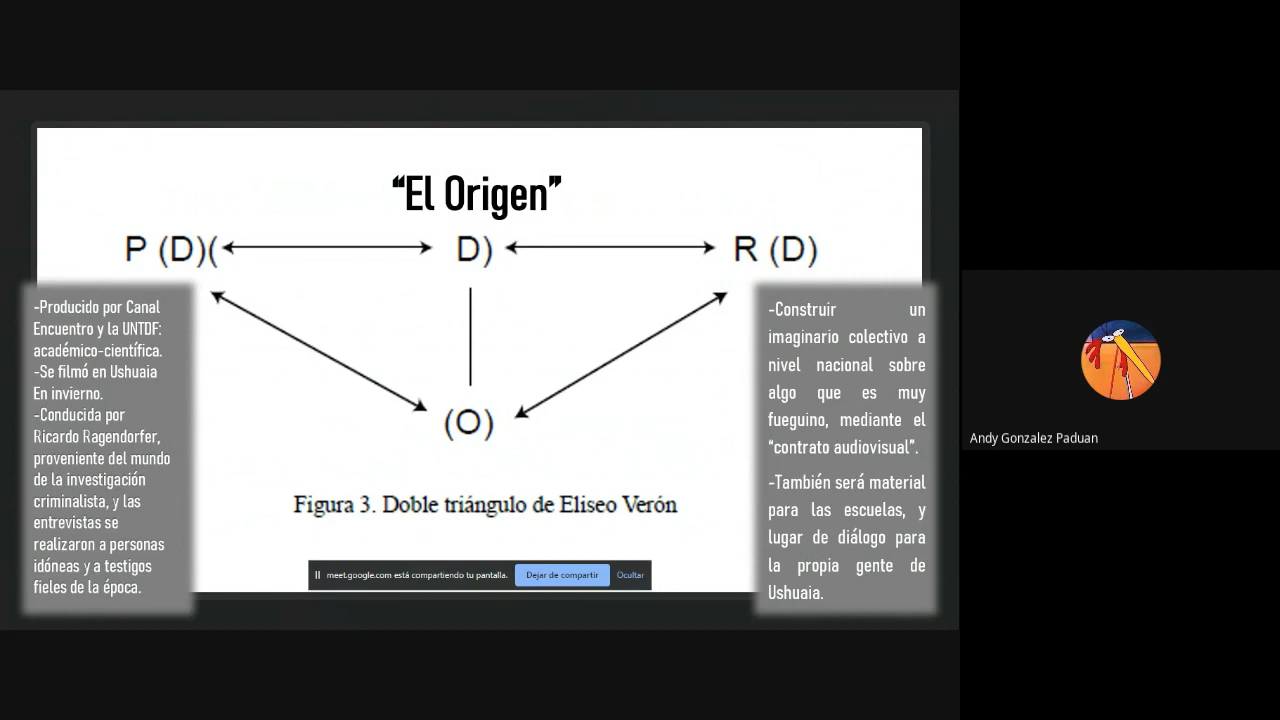 “El Origen”
P (D)( D) R (D)
-Producido por Canal
Encuentro y la UNTDF:
académico-científica.
-Se filmó en Ushuaia
En invierno.
-Conducida por
Ricardo Ragendorfer,
proveniente del mundo
de la investigación
criminalista, y las
entrevistas se
realizaron a personas
idóneas y a testigos
fieles de la época.
(O)
Figura 3. Doble triángulo de Eliseo Verón
-Construir un
imaginario colectivo a
nivel nacional sobre
algo que es muy
fueguino, mediante el
“contrato audiovisual”.
-También será material
para las escuelas, y
lugar de diálogo para
la propia gente de
Ushuaia.
meet.google.com está compartiendo tu pantalla. Dejar de compartir Ocultar
Andy Gonzalez Paduan